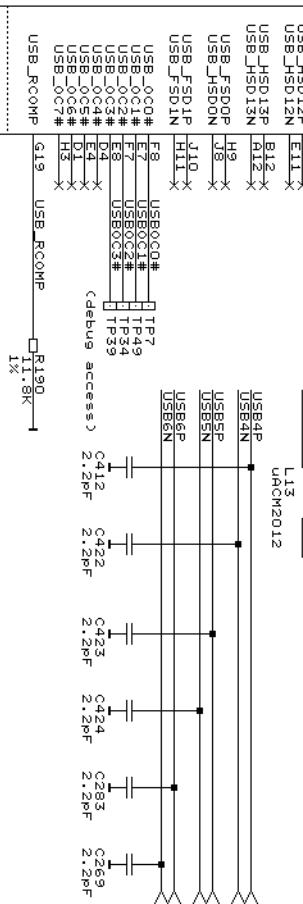 USB_HSD12N E11
USB_HSD13P B12
USB_HSD13N A12
USB_FSD0P H9
USB_HSD0N J8
USB_FSD1P J10
USB_FSD1N H11
USB_OC0# F8 USBOC0# TP7
USB_OC1# E7 USBOC1# TP49
USB_OC2# F7 USBOC2# TP34
USB_OC3# E8 USBOC3# TP39
USB_OC4# D4
USB_OC5# E4
USB_OC6# D1
USB_OC7# H3
(debug access)
USB_RCOMP G19 USB_RCOMP R190
11.8K
1%
L13
uACM2012
USB4P
USB4N
USB5P
USB5N
USB6P
USB6N
C412
2.2pF
C422
2.2pF
C423
2.2pF
C424
2.2pF
C283
2.2pF
C269
2.2pF